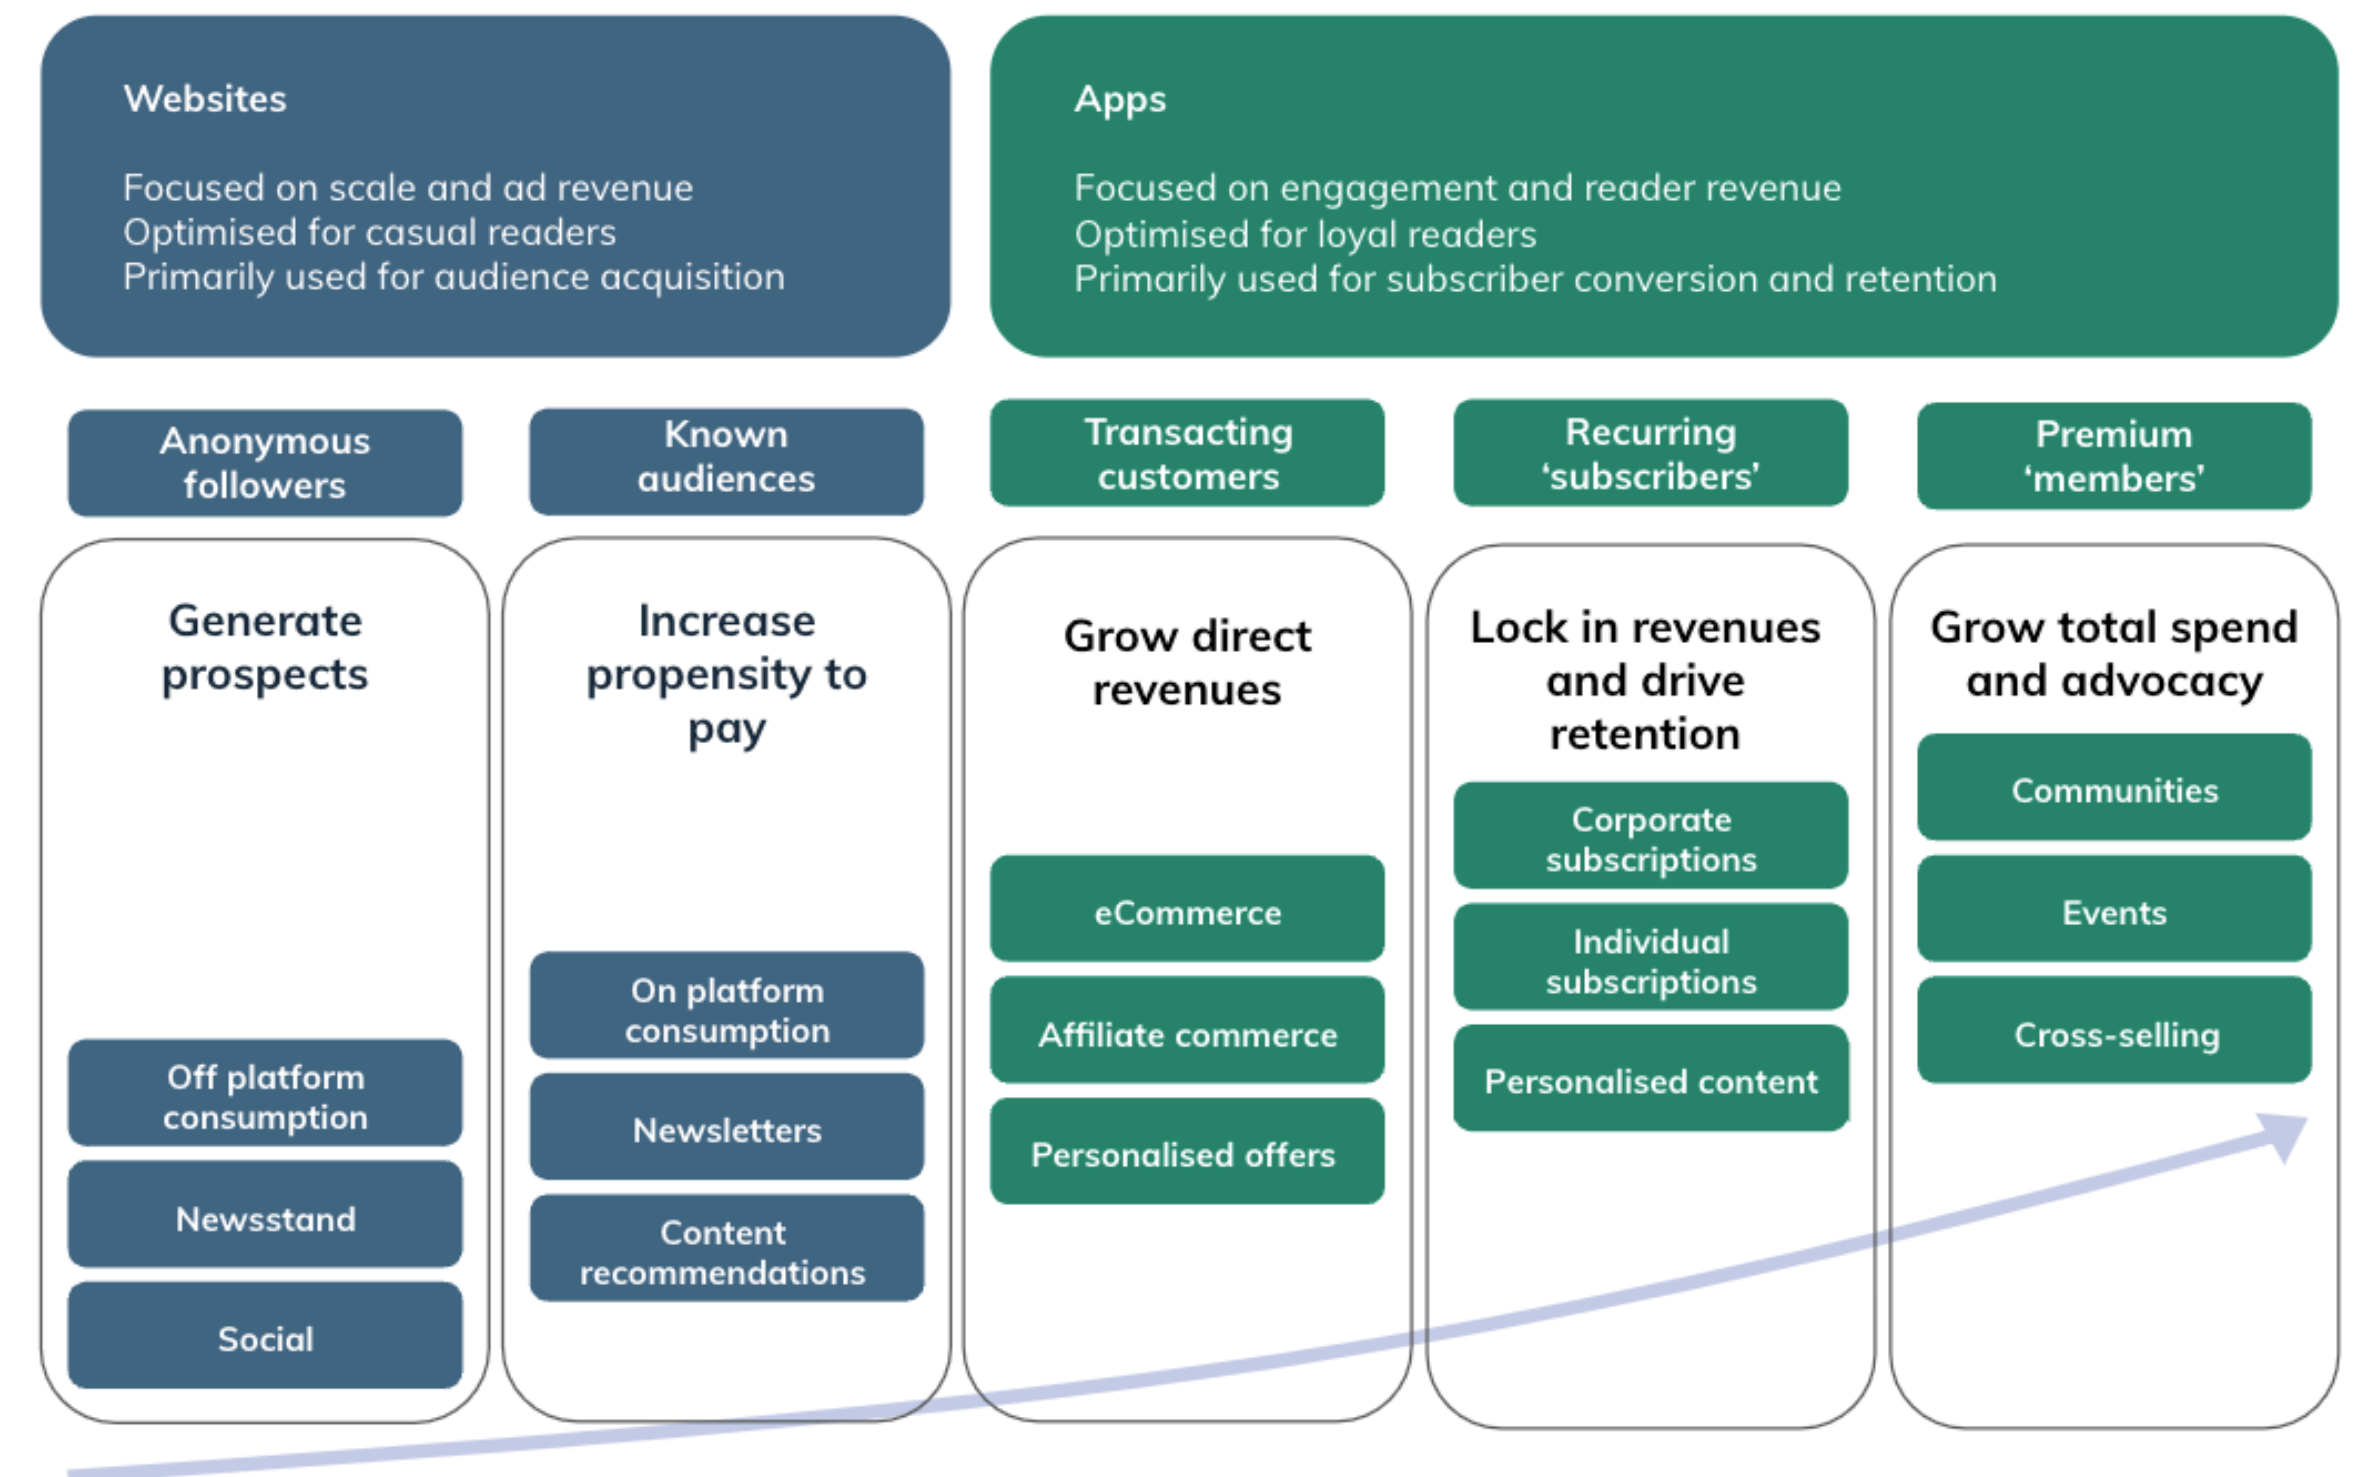 Websites
Focused on scale and ad revenue
Optimised for casual readers
Primarily used for audience acquisition
Apps
Focused on engagement and reader revenue
Optimised for loyal readers
Primarily used for subscriber conversion and retention
Anonymous
followers
Known
audiences
Transacting
customers
Recurring
‘subscribers’
Premium
‘members’
Generate
prospects
Off platform
consumption
Newsstand
Social
Increase
propensity to
pay
On platform
consumption
Newsletters
Content
recommendations
Grow direct
revenues
eCommerce
Affiliate commerce
Personalised offers
Lock in revenues
and drive
retention
Corporate
subscriptions
Individual
subscriptions
Personalised content
Grow total spend
and advocacy
Communities
Events
Cross-selling